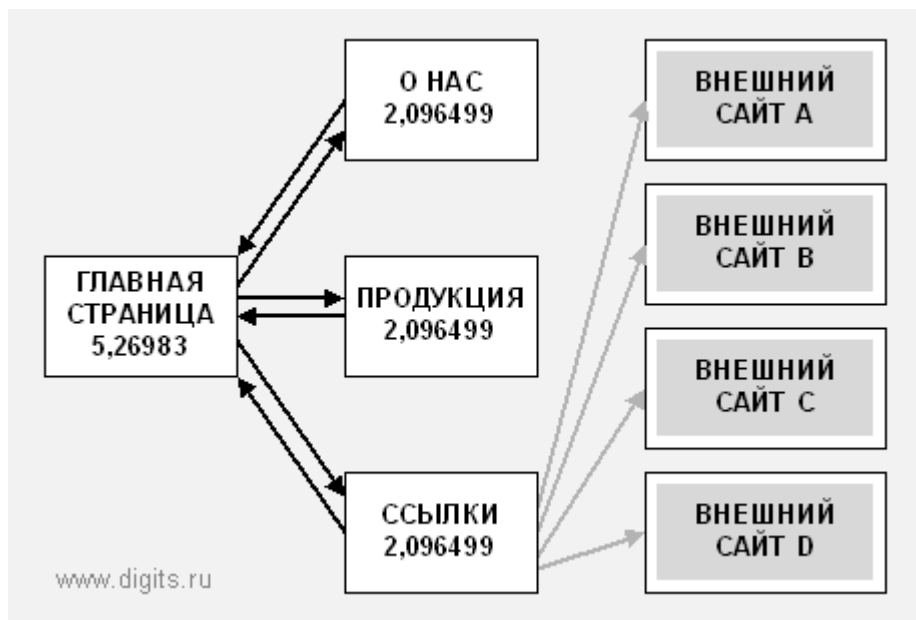 О НАС
2,096499
ВНЕШНИЙ
САЙТ A
ВНЕШНИЙ
САЙТ B
ГЛАВНАЯ
СТРАНИЦА
5,26983
ПРОДУКЦИЯ
2,096499
ВНЕШНИЙ
САЙТ C
ССЫЛКИ
2,096499
ВНЕШНИЙ
САЙТ D
www.digits.ru